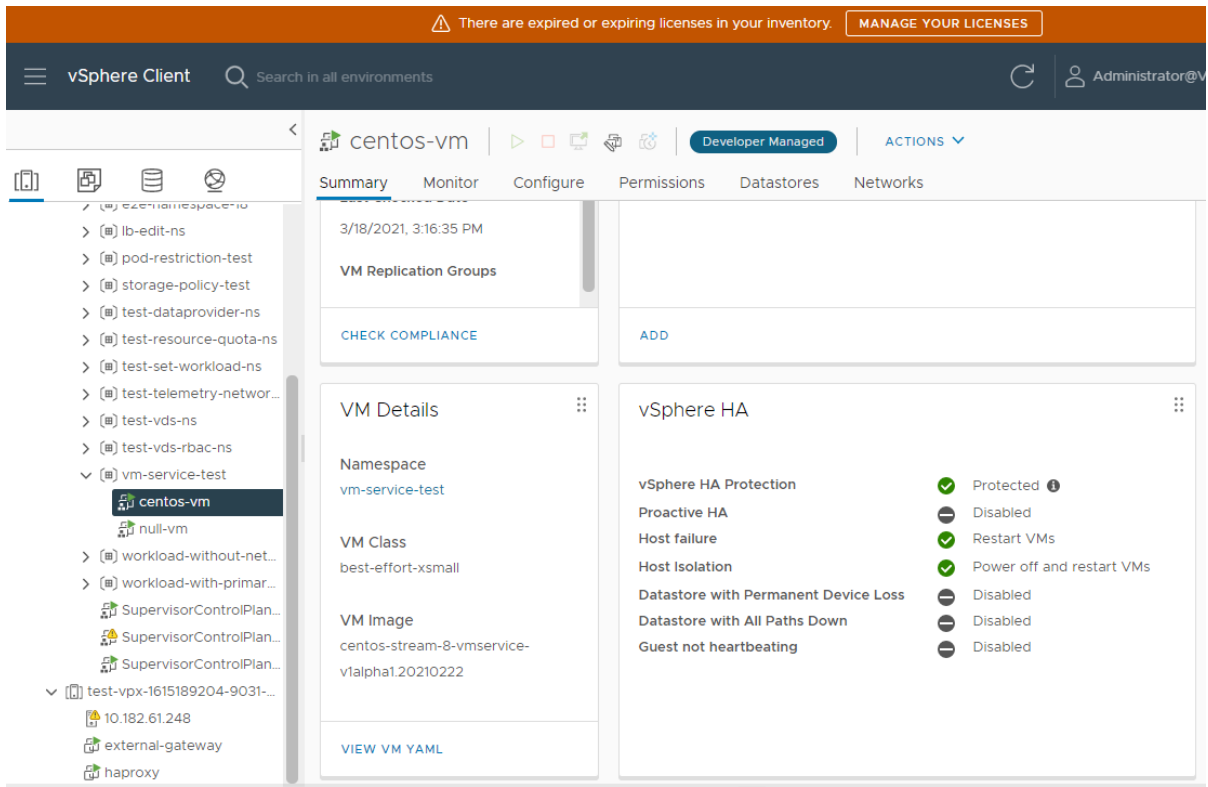 There are expired or expiring licenses in your inventory. MANAGE YOUR LICENSES
vSphere Client Search in all environments Administrator@V
centos-vm Developer Managed ACTIONS
Summary Monitor Configure Permissions Datastores Networks
e2e-namespace-18
lb-edit-ns
pod-restriction-test
storage-policy-test
test-dataprovider-ns
test-resource-quota-ns
test-set-workload-ns
test-telemetry-networ...
test-vds-ns
test-vds-rbac-ns
vm-service-test
centos-vm
null-vm
workload-without-net...
workload-with-primar...
SupervisorControlPlan...
SupervisorControlPlan...
SupervisorControlPlan...
test-vpx-1615189204-9031-...
10.182.61.248
external-gateway
haproxy
Last Checked Date
3/18/2021, 3:16:35 PM
VM Replication Groups
CHECK COMPLIANCE
ADD
VM Details
Namespace
vm-service-test
VM Class
best-effort-xsmall
VM Image
centos-stream-8-vmservice-
v1alpha1.20210222
VIEW VM YAML
vSphere HA
vSphere HA Protection Protected
Proactive HA Disabled
Host failure Restart VMs
Host Isolation Power off and restart VMs
Datastore with Permanent Device Loss Disabled
Datastore with All Paths Down Disabled
Guest not heartbeating Disabled